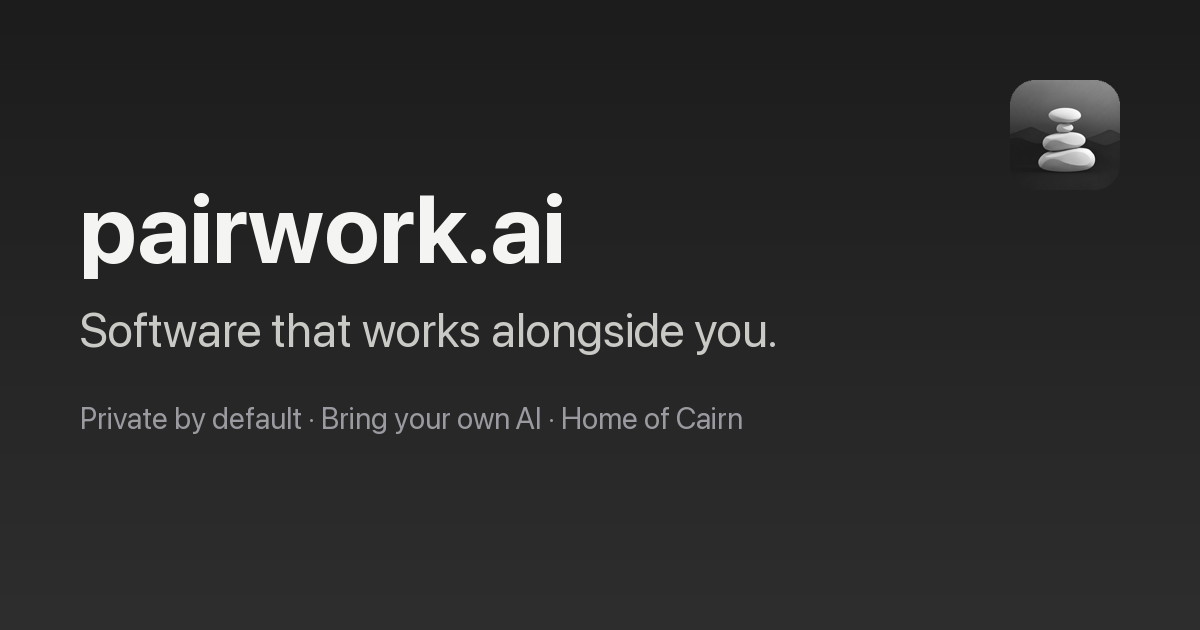 pairwork.ai
Software that works alongside you.
Private by default · Bring your own AI · Home of Cairn